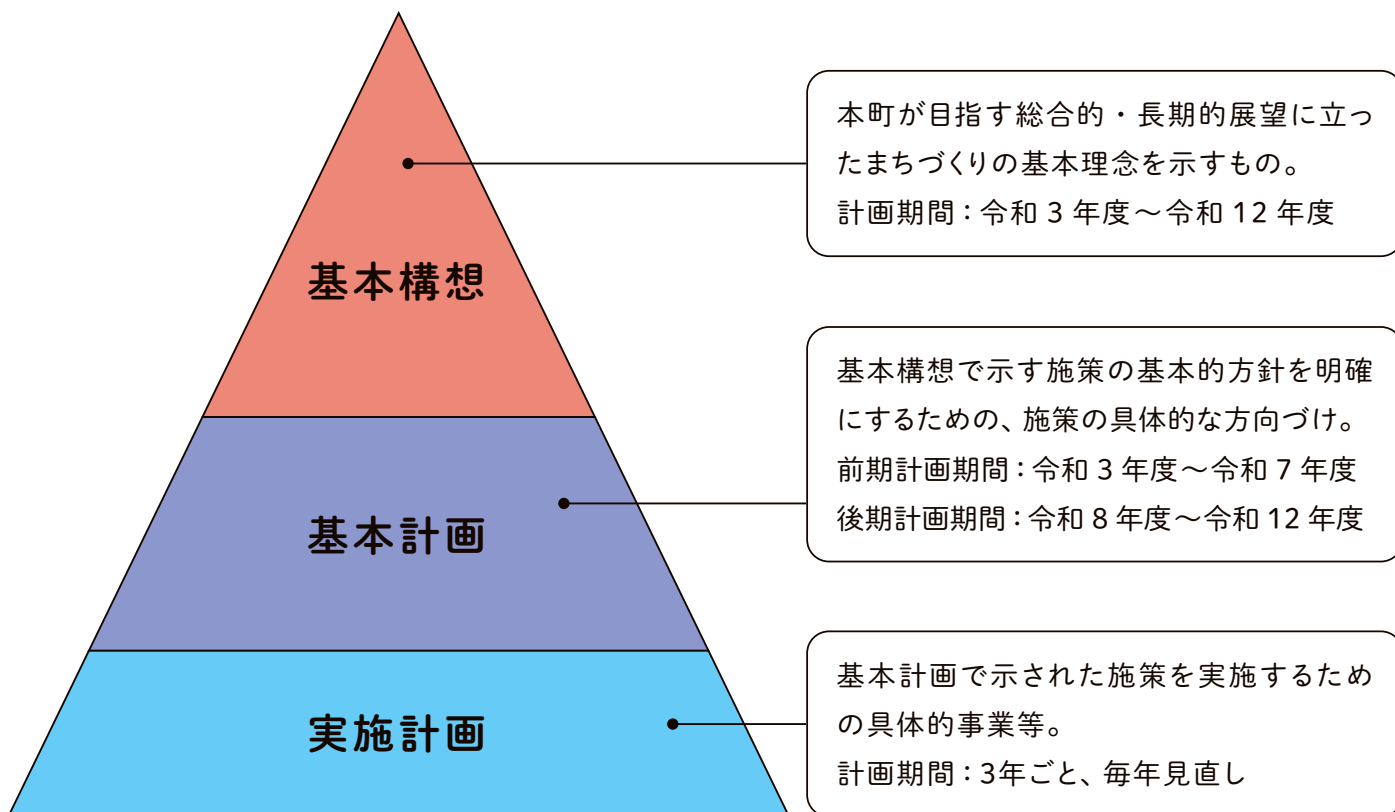 基本構想
本町が目指す総合的・長期的展望に立っ
たまちづくりの基本理念を示すもの。
計画期間：令和 3 年度～令和 12 年度
基本計画
基本構想で示す施策の基本的方針を明確
にするための、施策の具体的な方向づけ。
前期計画期間：令和 3 年度～令和 7 年度
後期計画期間：令和 8 年度～令和 12 年度
実施計画
基本計画で示された施策を実施するため
の具体的事業等。
計画期間：3年ごと、毎年見直し